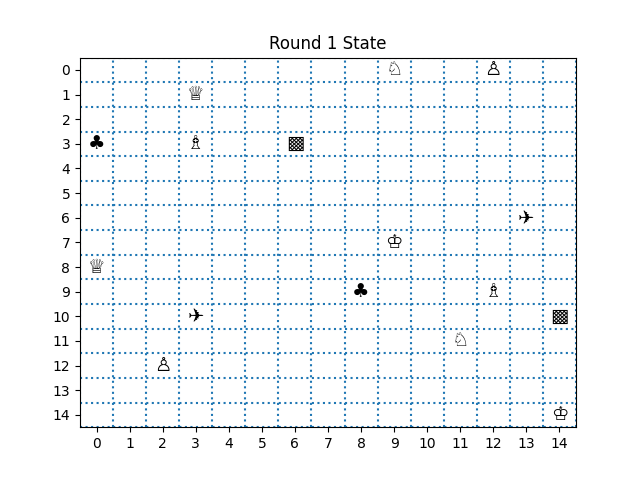 Round 1 State
0 ♘ ♙
1 ♕
2
3 ♣ ♗ ▩
4
5
6 ✈
7 ♔
8 ♕
9 ♣ ♗
10 ✈ ▩
11 ♘
12 ♙
13
14 ♔
0 1 2 3 4 5 6 7 8 9 10 11 12 13 14